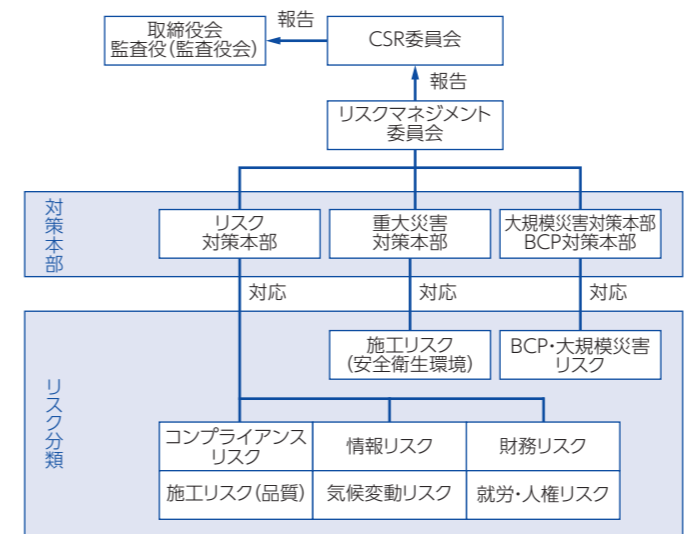 取締役会
監査役(監査役会)
報告
CSR委員会
報告
リスクマネジメント
委員会
対策本部
リスク
対策本部
重大災害
対策本部
大規模災害対策本部
BCP対策本部
対応
対応
対応
リスク分類
施工リスク
(安全衛生環境)
BCP・大規模災害
リスク
コンプライアンス
リスク
情報リスク
財務リスク
施工リスク(品質)
気候変動リスク
就労・人権リスク